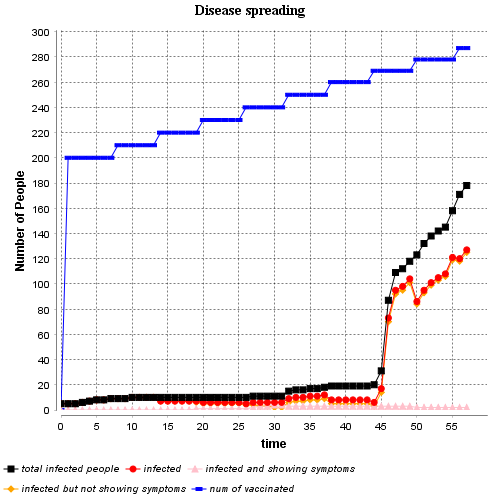 Disease spreading
Number of People
300
280
260
240
220
200
180
160
140
120
100
80
60
40
20
0
0 5 10 15 20 25 30 35 40 45 50 55
time
total infected people infected infected and showing symptoms
infected but not showing symptoms num of vaccinated